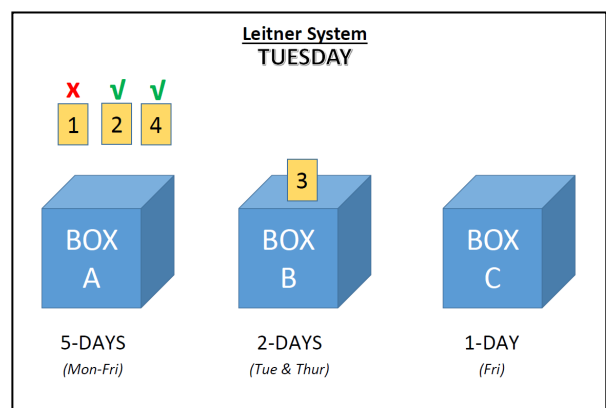 Leitner System
TUESDAY
X √ √
1 2 4
3
BOX A
BOX B
BOX C
5-DAYS
(Mon-Fri)
2-DAYS
(Tue & Thur)
1-DAY
(Fri)